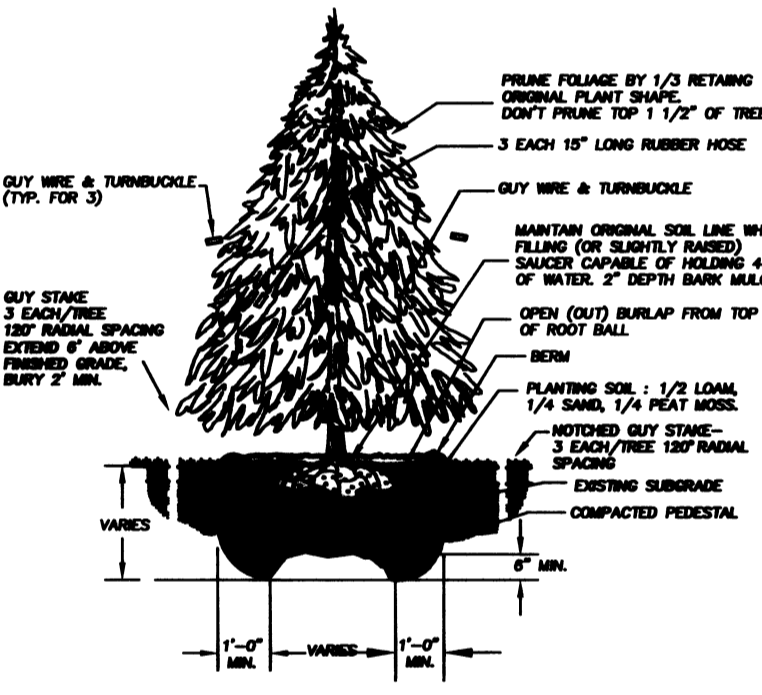 PRUNE FOLIAGE BY 1/3 RETAINING
ORIGINAL PLANT SHAPE.
DON'T PRUNE TOP 1 1/2" OF TREE
3 EACH 15" LONG RUBBER HOSE
GUY WIRE & TURNBUCKLE
(TYP. FOR 3)
GUY WIRE & TURNBUCKLE
MAINTAIN ORIGINAL SOIL LINE WH
FILLING (OR SLIGHTLY RAISED)
SAUCER CAPABLE OF HOLDING 4
OF WATER. 2" DEPTH BARK MULC
GUY STAKE
3 EACH/TREE
120° RADIAL SPACING
EXTEND 6' ABOVE
FINISHED GRADE,
BURY 2' MIN.
OPEN (OUT) BURLAP FROM TOP
OF ROOT BALL
BERM
PLANTING SOIL : 1/2 LOAM,
1/4 SAND, 1/4 PEAT MOSS.
NOTCHED GUY STAKE-
3 EACH/TREE 120° RADIAL
SPACING
EXISTING SUBGRADE
COMPACTED PEDESTAL
VARIES
6" MIN.
1'-0"
MIN.
VARIES
1'-0"
MIN.